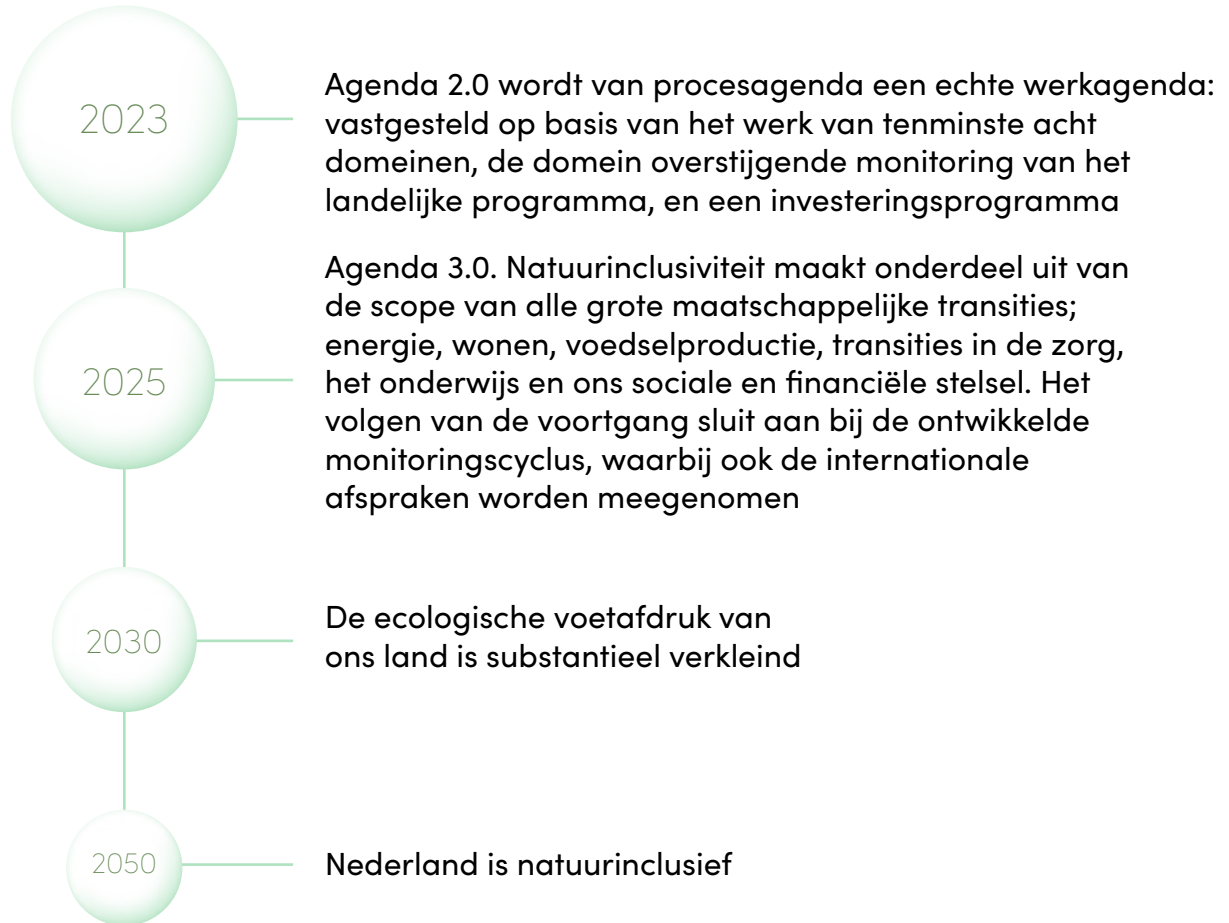 2023
Agenda 2.0 wordt van procesagenda een echte werkagenda:
vastgesteld op basis van het werk van tenminste acht
domeinen, de domein overstijgende monitoring van het
landelijke programma, en een investeringsprogramma
2025
Agenda 3.0. Natuurinclusiviteit maakt onderdeel uit van
de scope van alle grote maatschappelijke transities;
energie, wonen, voedselproductie, transities in de zorg,
het onderwijs en ons sociale en financiële stelsel. Het
volgen van de voortgang sluit aan bij de ontwikkelde
monitoringscyclus, waarbij ook de internationale
afspraken worden meegenomen
2030
De ecologische voetafdruk van
ons land is substantieel verkleind
2050
Nederland is natuurinclusief